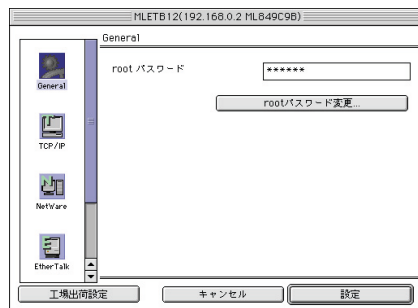 MLETB12(192.168.0.2 ML849C9B)
General
General
root パスワード
******
rootパスワード変更...
TCP/IP
NetWare
EtherTalk
工場出荷設定
キャンセル
設定